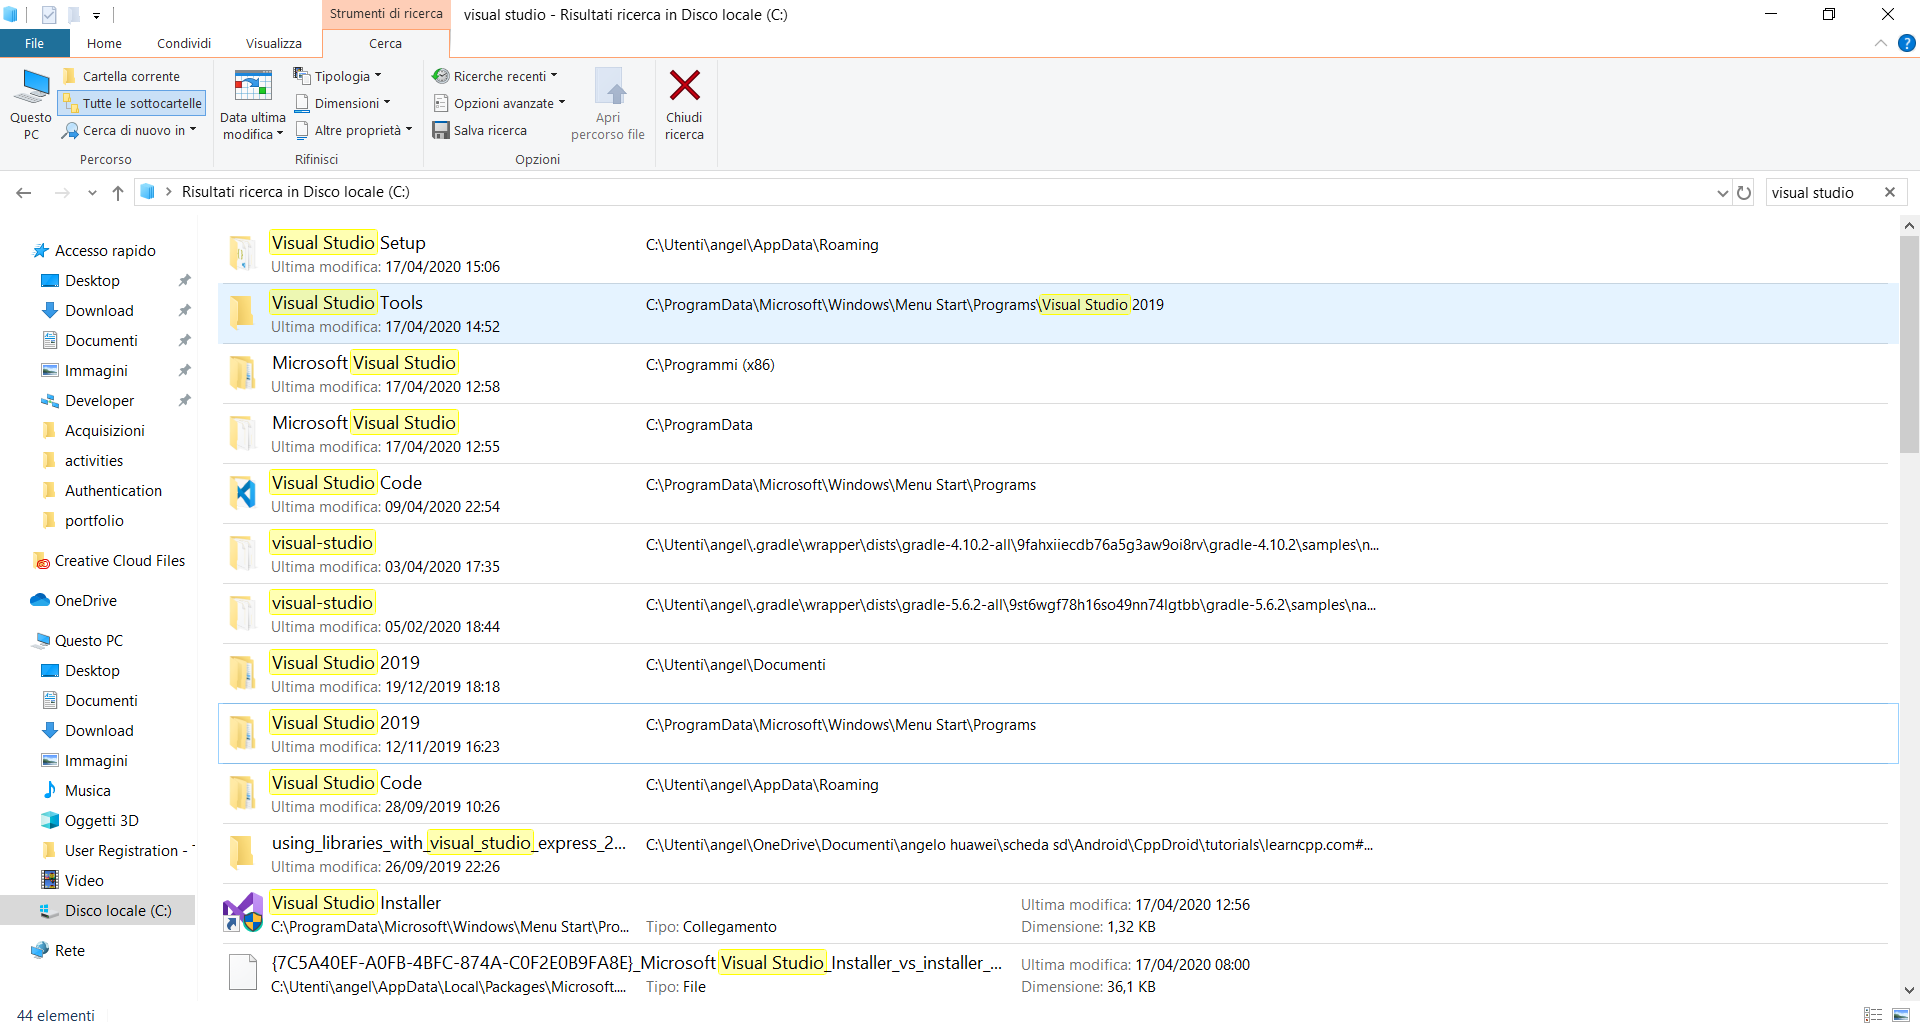 Strumenti di ricerca
visual studio - Risultati ricerca in Disco locale (C:)
File
Home
Condividi
Visualizza
Cerca
?
Questo PC
Cartella corrente
Tutte le sottocartelle
Cerca di nuovo in
Percorso
Data ultima modifica
Tipologia
Dimensioni
Altre proprietà
Rifinisci
Ricerche recenti
Opzioni avanzate
Salva ricerca
Apri percorso file
Opzioni
Chiudi ricerca
Risultati ricerca in Disco locale (C:)
visual studio
Accesso rapido
Desktop
Download
Documenti
Immagini
Developer
Acquisizioni
activities
Authentication
portfolio
Creative Cloud Files
OneDrive
Questo PC
Desktop
Documenti
Download
Immagini
Musica
Oggetti 3D
User Registration -
Video
Disco locale (C:)
Rete
Visual Studio Setup
C:\Utenti\angel\AppData\Roaming
Ultima modifica: 17/04/2020 15:06
Visual Studio Tools
C:\ProgramData\Microsoft\Windows\Menu Start\Programs\Visual Studio 2019
Ultima modifica: 17/04/2020 14:52
Microsoft Visual Studio
C:\Programmi (x86)
Ultima modifica: 17/04/2020 12:58
Microsoft Visual Studio
C:\ProgramData
Ultima modifica: 17/04/2020 12:55
Visual Studio Code
C:\ProgramData\Microsoft\Windows\Menu Start\Programs
Ultima modifica: 09/04/2020 22:54
visual-studio
C:\Utenti\angel\.gradle\wrapper\dists\gradle-4.10.2-all\9fahxiiecdb76a5g3aw9oi8rv\gradle-4.10.2\samples\n...
Ultima modifica: 03/04/2020 17:35
visual-studio
C:\Utenti\angel\.gradle\wrapper\dists\gradle-5.6.2-all\9st6wgf78h16so49nn74lgtbb\gradle-5.6.2\samples\na...
Ultima modifica: 05/02/2020 18:44
Visual Studio 2019
C:\Utenti\angel\Documenti
Ultima modifica: 19/12/2019 18:18
Visual Studio 2019
C:\ProgramData\Microsoft\Windows\Menu Start\Programs
Ultima modifica: 12/11/2019 16:23
Visual Studio Code
C:\Utenti\angel\AppData\Roaming
Ultima modifica: 28/09/2019 10:26
using_libraries_with_visual_studio_express_2...
C:\Utenti\angel\OneDrive\Documenti\angelo huawei\scheda sd\Android\CppDroid\tutorials\learncpp.com#...
Ultima modifica: 26/09/2019 22:26
Visual Studio Installer
Ultima modifica: 17/04/2020 12:56
C:\ProgramData\Microsoft\Windows\Menu Start\Pro...
Tipo: Collegamento
Dimensione: 1,32 KB
{7C5A40EF-A0FB-4BFC-874A-C0F2E0B9FA8E}_Microsoft Visual Studio_Installer_vs_installer_...
Ultima modifica: 17/04/2020 08:00
C:\Utenti\angel\AppData\Local\Packages\Microsoft....
Tipo: File
Dimensione: 36,1 KB
44 elementi